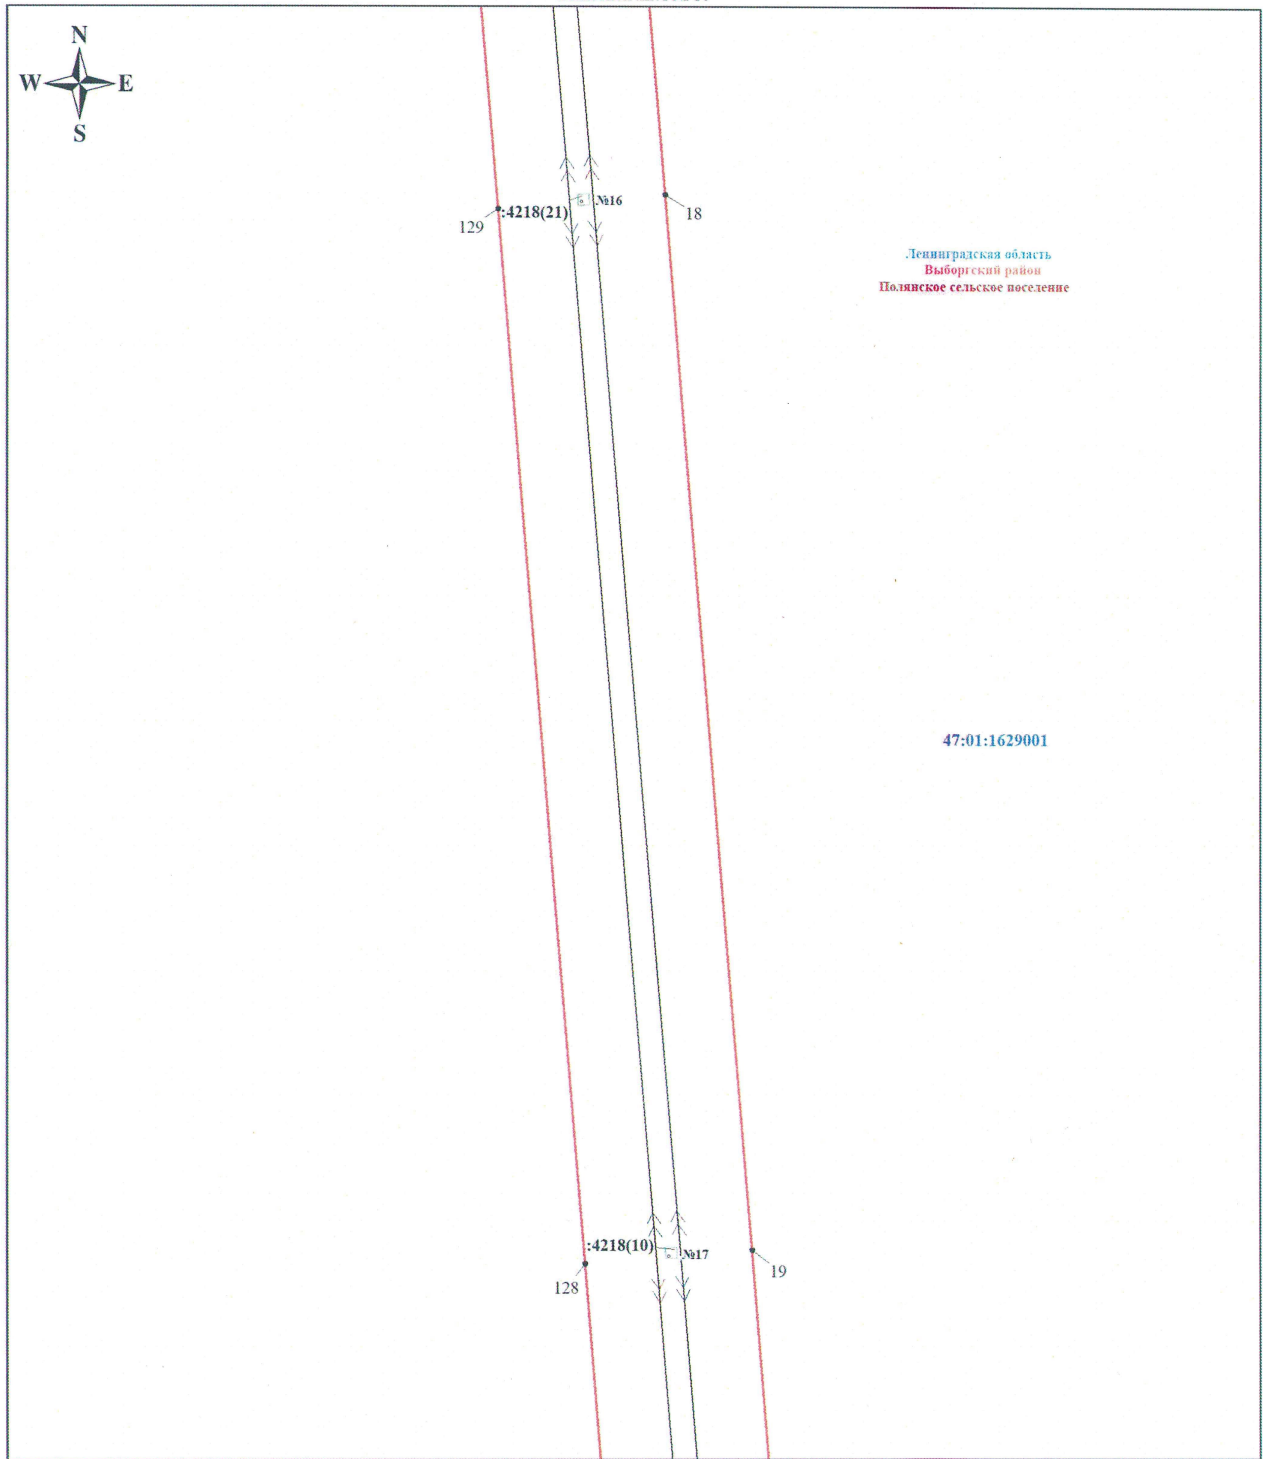 N
W E
S
№16
:4218(21)
129
18
Ленинградская область
Выборгский район
Полянское сельское поселение
47:01:1629001
:4218(10)
№17
128
19